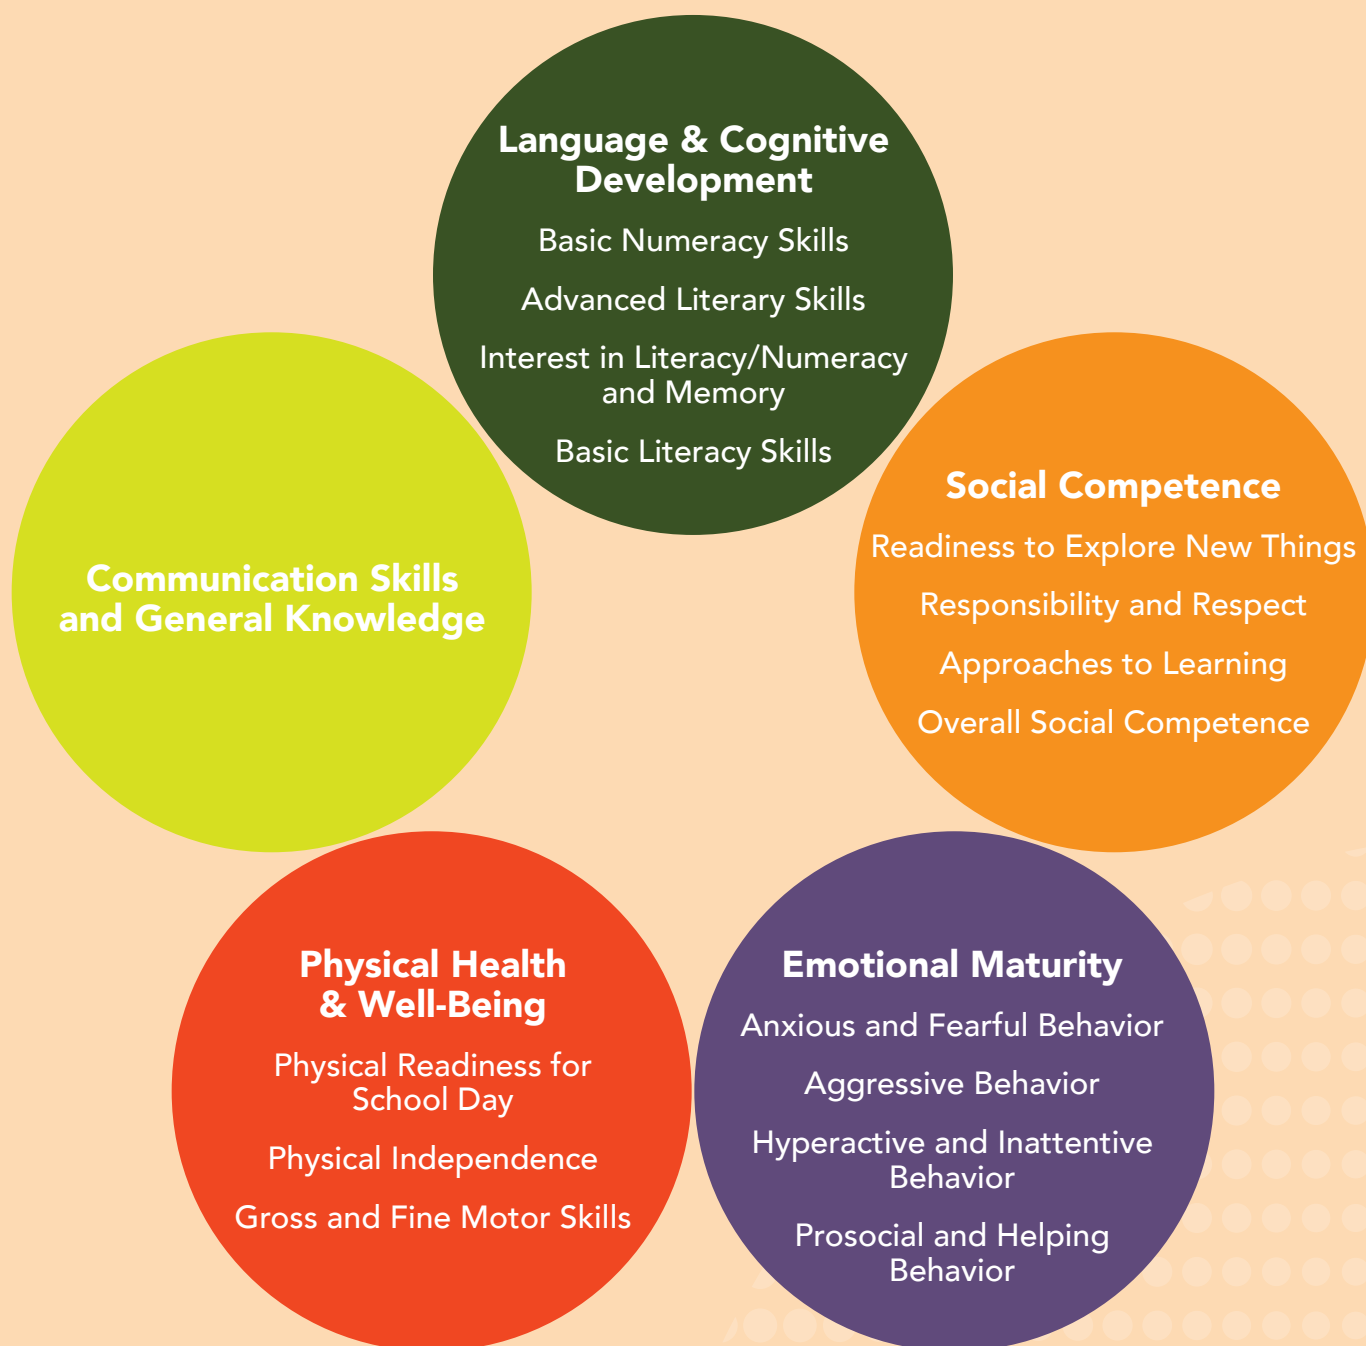 Language & Cognitive
Development
Basic Numeracy Skills
Advanced Literary Skills
Interest in Literacy/Numeracy
and Memory
Basic Literacy Skills
Social Competence
Readiness to Explore New Things
Responsibility and Respect
Approaches to Learning
Overall Social Competence
Communication Skills
and General Knowledge
Physical Health
& Well-Being
Physical Readiness for
School Day
Physical Independence
Gross and Fine Motor Skills
Emotional Maturity
Anxious and Fearful Behavior
Aggressive Behavior
Hyperactive and Inattentive
Behavior
Prosocial and Helping
Behavior